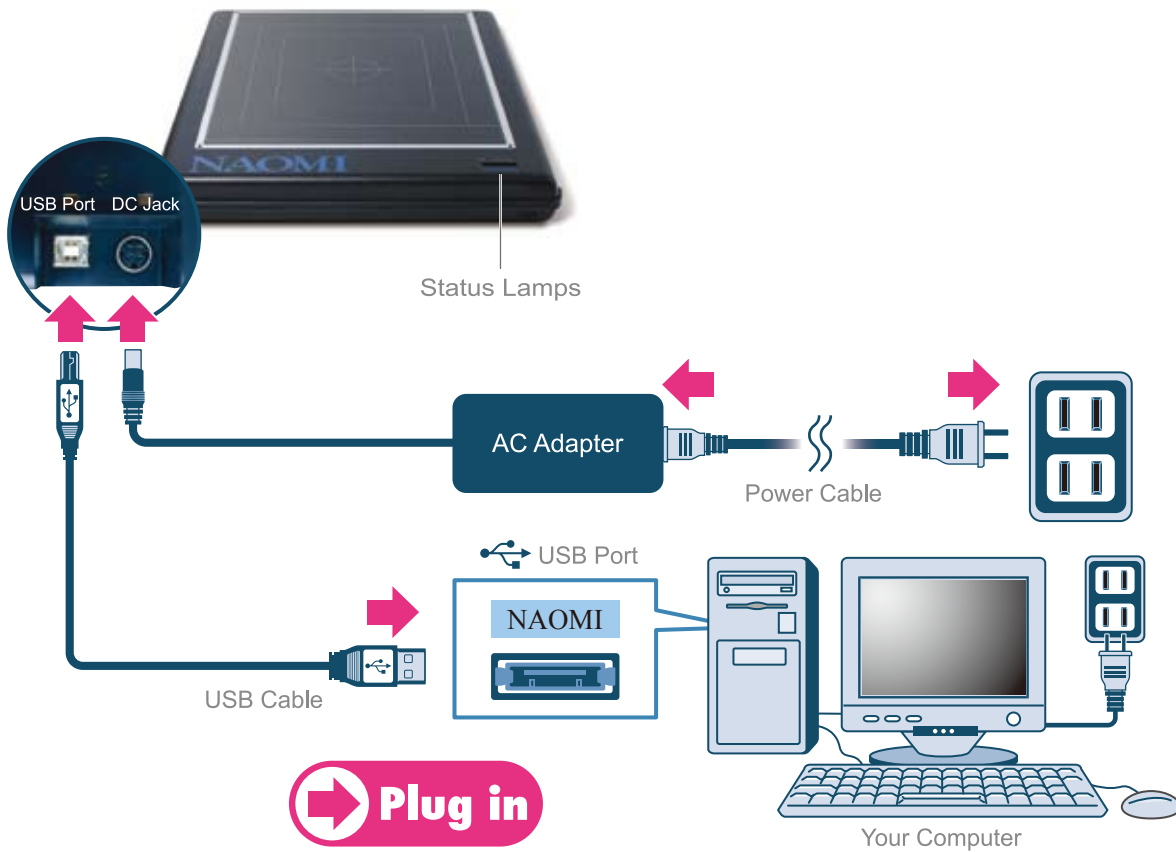 NAOMI
USB Port DC Jack
Status Lamps
AC Adapter
Power Cable
USB Port
NAOMI
USB Cable
Plug in
Your Computer